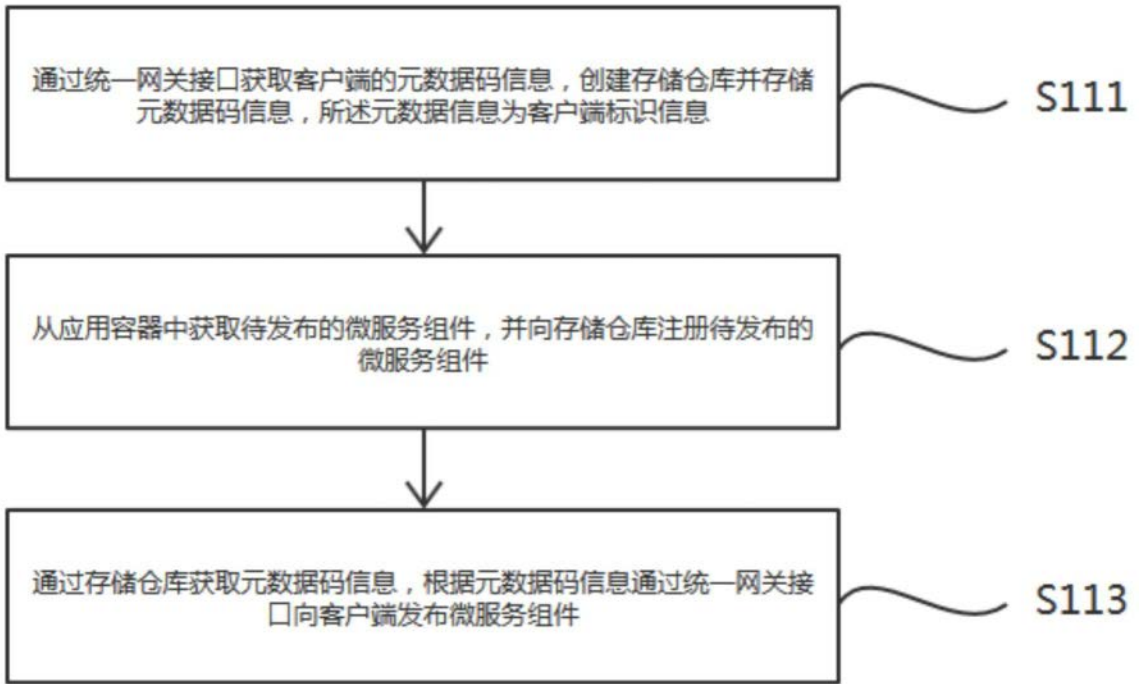 通过统一网关接口获取客户端的元数据码信息，创建存储仓库并存储
元数据码信息，所述元数据信息为客户端标识信息
S111
从应用容器中获取待发布的微服务组件，并向存储仓库注册待发布的
微服务组件
S112
通过存储仓库获取元数据码信息，根据元数据码信息通过统一网关接
口向客户端发布微服务组件
S113